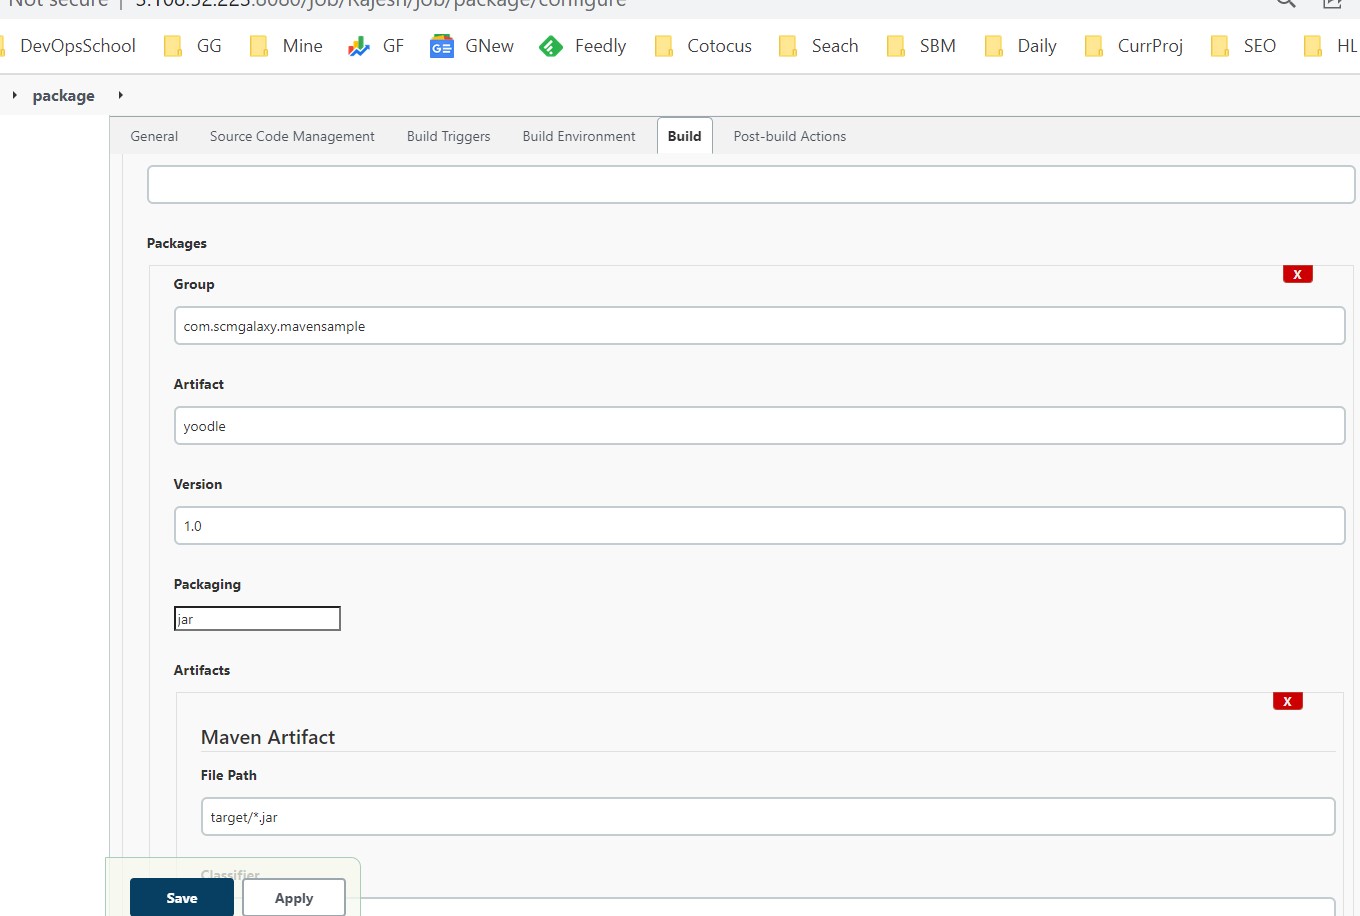 Not secure | 3.108.52.223:8080/job/Rajesh/job/package/configure
DevOpsSchool GG Mine GF GNew Feedly Cotocus Seach SBM Daily CurrProj SEO HL
package
General Source Code Management Build Triggers Build Environment Build Post-build Actions
Packages
X
Group
com.scmgalaxy.mavensample
Artifact
yoodle
Version
1.0
Packaging
jar
Artifacts
X
Maven Artifact
File Path
target/*.jar
Classifier
Save Apply